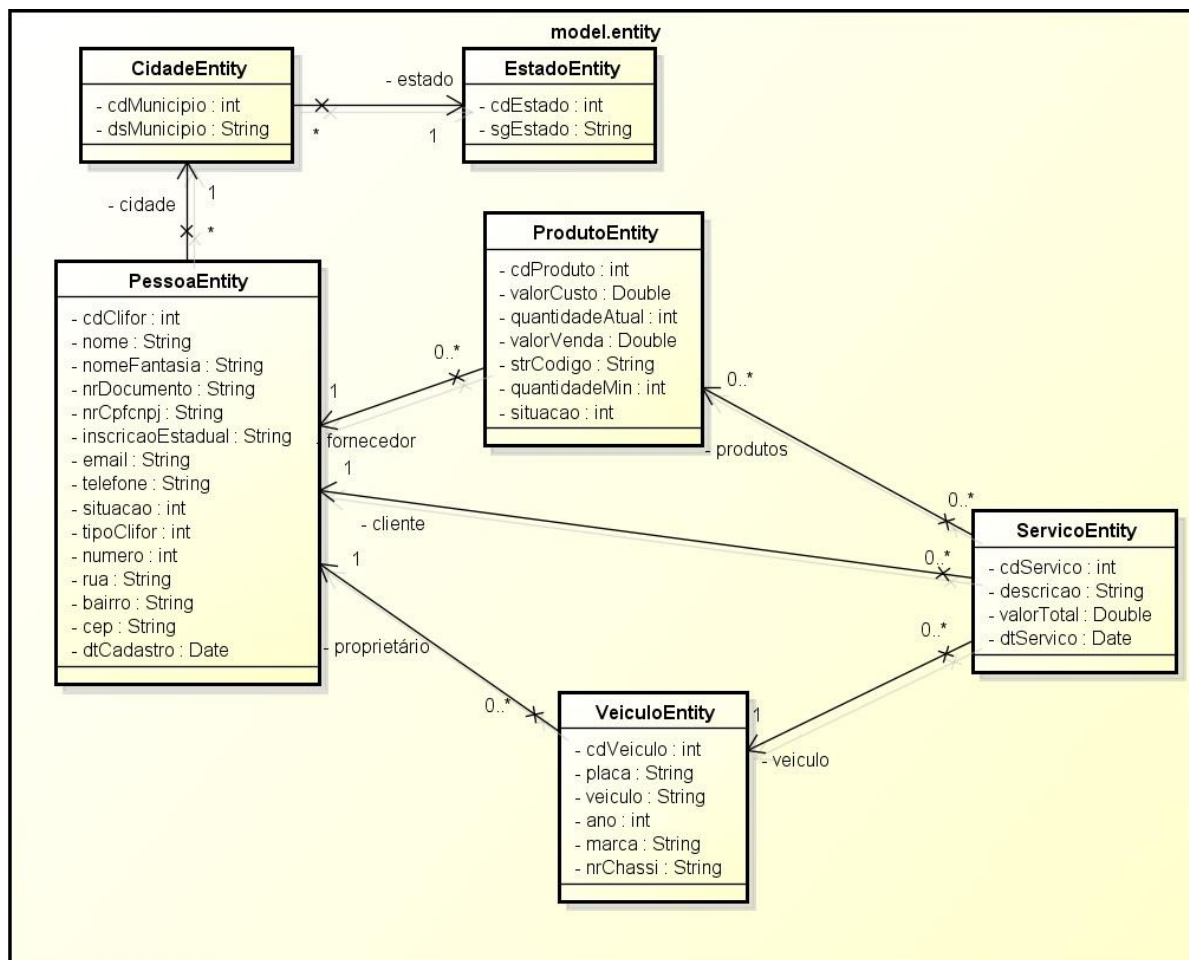 model.entity
CidadeEntity
- cdMunicipio : int
- dsMunicipio : String
- estado
*
1
EstadoEntity
- cdEstado : int
- sgEstado : String
- cidade
1
*
PessoaEntity
- cdClifor : int
- nome : String
- nomeFantasia : String
- nrDocumento : String
- nrCpfcnpj : String
- inscricaoEstadual : String
- email : String
- telefone : String
- situacao : int
- tipoClifor : int
- numero : int
- rua : String
- bairro : String
- cep : String
- dtCadastro : Date
ProdutoEntity
- cdProduto : int
- valorCusto : Double
- quantidadeAtual : int
- valorVenda : Double
- strCodigo : String
- quantidadeMin : int
- situacao : int
0..*
1
- fornecedor
0..*
- produtos
0..*
1
- cliente
0..*
1
- proprietário
0..*
ServicoEntity
- cdServico : int
- descricao : String
- valorTotal : Double
- dtServico : Date
0..*
1
- veiculo
VeiculoEntity
- cdVeiculo : int
- placa : String
- veiculo : String
- ano : int
- marca : String
- nrChassi : String